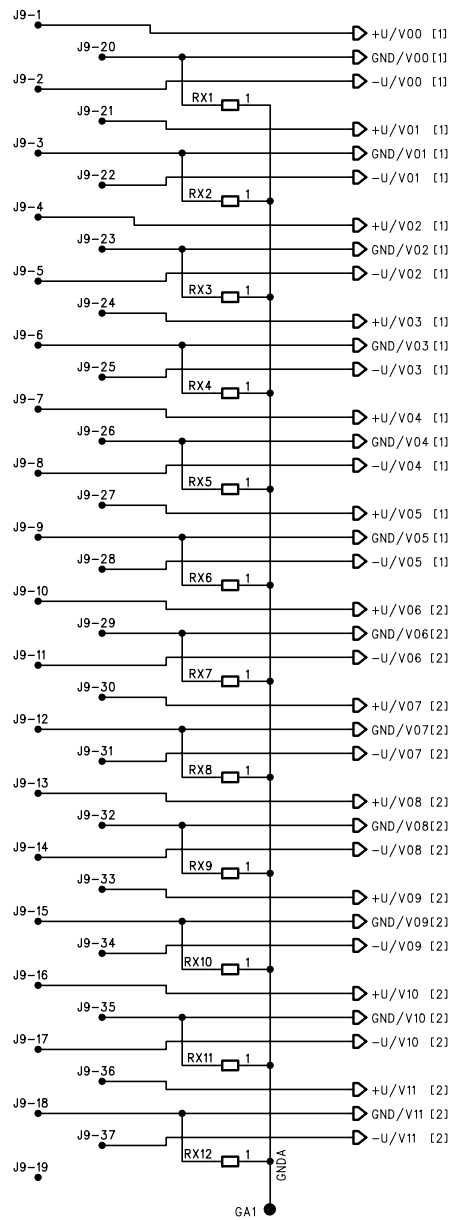 J9-1
+U/V00 [1]
J9-20
GND/V00[1]
J9-2
-U/V00 [1]
RX1 1
J9-21
+U/V01 [1]
J9-3
GND/V01 [1]
J9-22
-U/V01 [1]
RX2 1
J9-4
+U/V02 [1]
J9-23
GND/V02[1]
J9-5
-U/V02 [1]
RX3 1
J9-24
+U/V03 [1]
J9-6
GND/V03[1]
J9-25
-U/V03 [1]
RX4 1
J9-7
+U/V04 [1]
J9-26
GND/V04[1]
J9-8
-U/V04 [1]
RX5 1
J9-27
+U/V05 [1]
J9-9
GND/V05[1]
J9-28
-U/V05 [1]
RX6 1
J9-10
+U/V06 [2]
J9-29
GND/V06[2]
J9-11
-U/V06 [2]
RX7 1
J9-30
+U/V07 [2]
J9-12
GND/V07[2]
J9-31
-U/V07 [2]
RX8 1
J9-13
+U/V08 [2]
J9-32
GND/V08[2]
J9-14
-U/V08 [2]
RX9 1
J9-33
+U/V09 [2]
J9-15
GND/V09[2]
J9-34
-U/V09 [2]
RX10 1
J9-16
+U/V10 [2]
J9-35
GND/V10 [2]
J9-17
-U/V10 [2]
RX11 1
J9-36
+U/V11 [2]
J9-18
GND/V11 [2]
J9-37
-U/V11 [2]
RX12 1
J9-19
GNDA
GA1